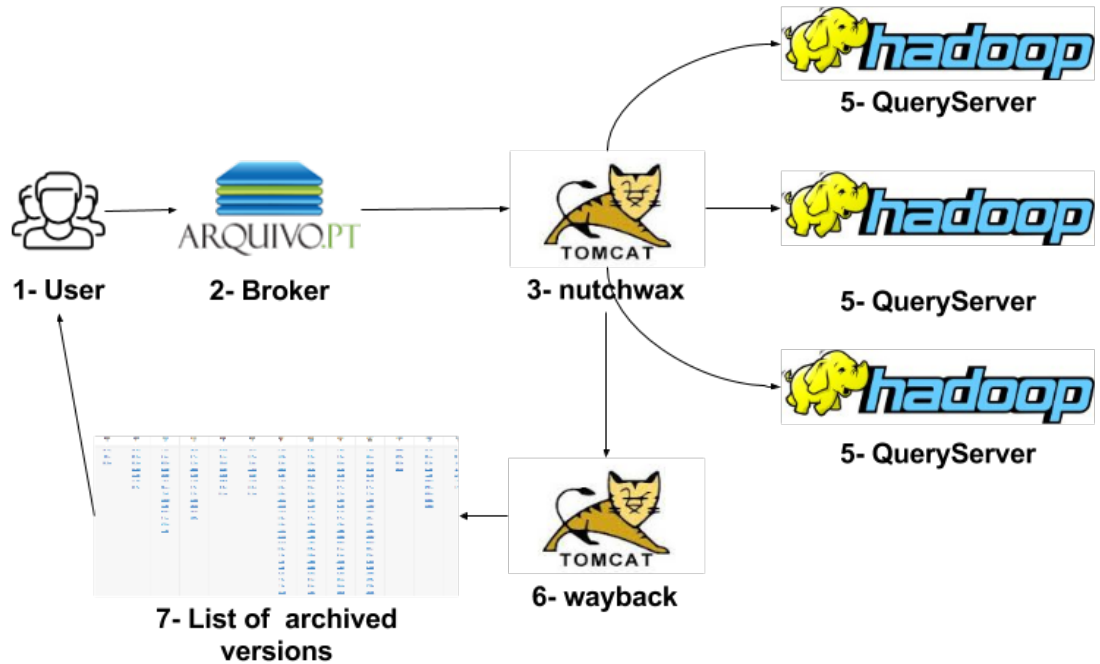 hadoop
5- QueryServer
ARQUIVO.PT
TOMCAT
hadoop
1- User
2- Broker
3- nutchwax
5- QueryServer
hadoop
5- QueryServer
TOMCAT
6- wayback
7- List of archived
versions